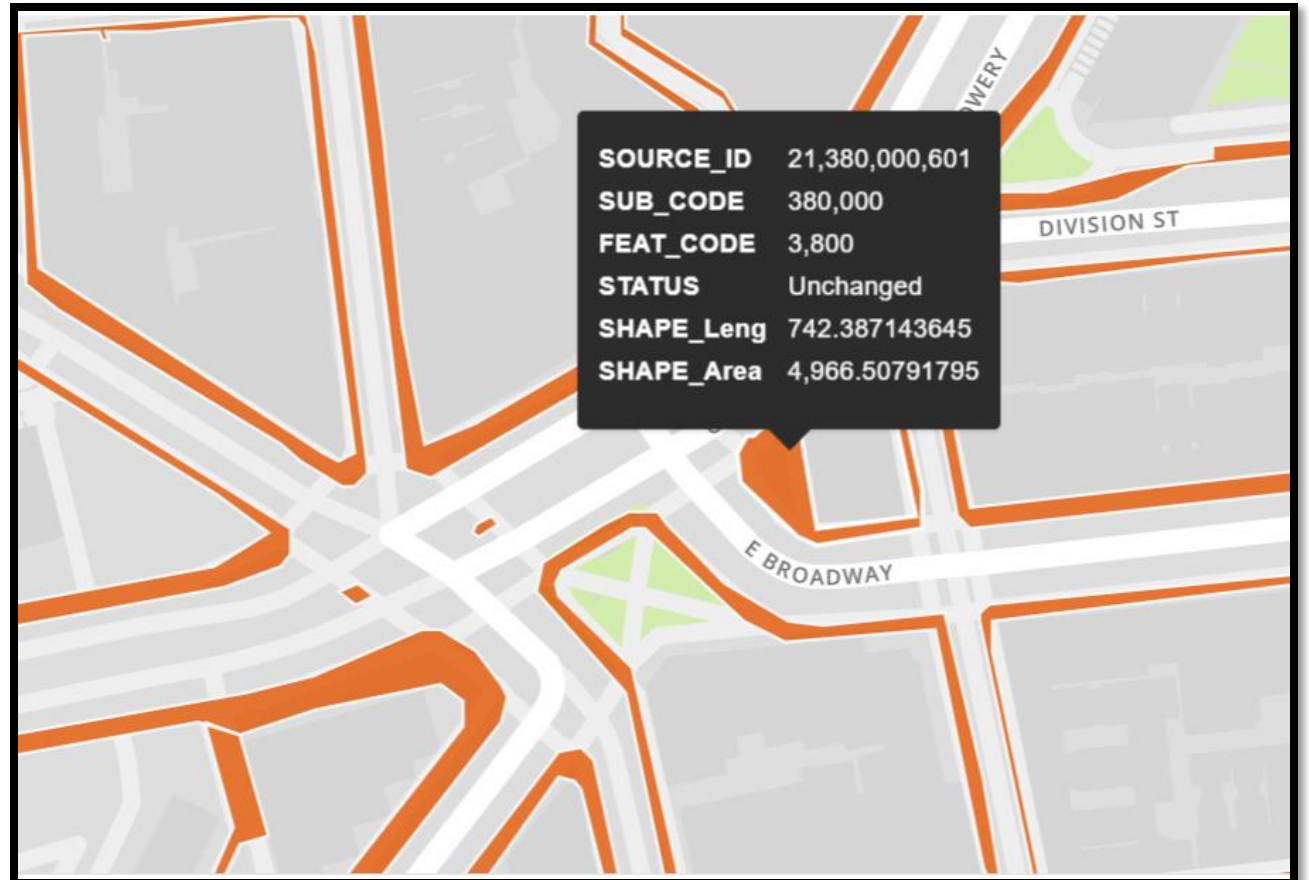 OWERY
SOURCE_ID 21,380,000,601
SUB_CODE 380,000
FEAT_CODE 3,800
STATUS Unchanged
SHAPE_Leng 742.387143645
SHAPE_Area 4,966.50791795
DIVISION ST
E BROADWAY